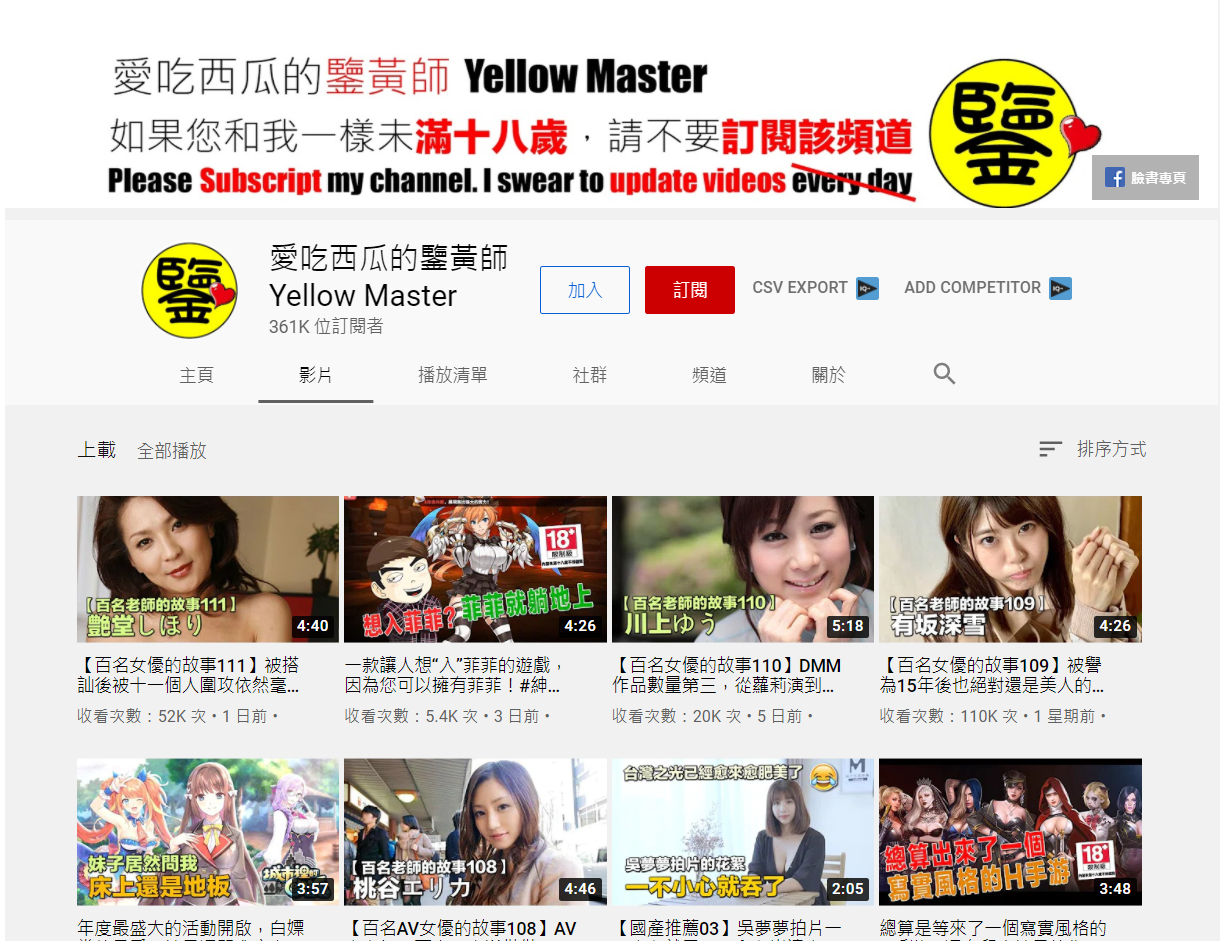 愛吃西瓜的鑒黃師 Yellow Master
如果您和我一樣未滿十八歲，請不要訂閱該頻道
Please Subscript my channel. I swear to update videos every day
鑒
臉書專頁
鑒
愛吃西瓜的鑒黃師
Yellow Master
361K 位訂閱者
加入
訂閱
CSV EXPORT
ADD COMPETITOR
主頁
影片
播放清單
社群
頻道
關於
上載
全部播放
排序方式
【百名老師的故事111】
艷堂しほり
4:40
18+
限制級
想入菲菲? 菲菲就躺地上
4:26
【百名老師的故事110】
川上ゆう
5:18
【百名老師的故事109】
有坂深雪
4:26
【百名女優的故事111】被搭
訕後被十一個人圍攻依然毫...
收看次數：52K 次 • 1 日前 •
一款讓人想“入”菲菲的遊戲，
因為您可以擁有菲菲！#紳...
收看次數：5.4K 次 • 3 日前 •
【百名女優的故事110】DMM
作品數量第三，從蘿莉演到...
收看次數：20K 次 • 5 日前 •
【百名女優的故事109】被譽
為15年後也絕對還是美人的...
收看次數：110K 次 • 1 星期前 •
妹子居然問我
床上還是地板
3:57
【百名老師的故事108】
桃谷エリカ
4:46
台灣之光已經愈來愈肥美了
吳夢夢拍片的花絮
一不小心就吞了
2:05
總算出來了一個
寫實風格的H手游
18+
限制級
3:48
年度最盛大的活動開啟，白嫖
【百名AV女優的故事108】AV
【國產推薦03】吳夢夢拍片一
總算是等來了一個寫實風格的